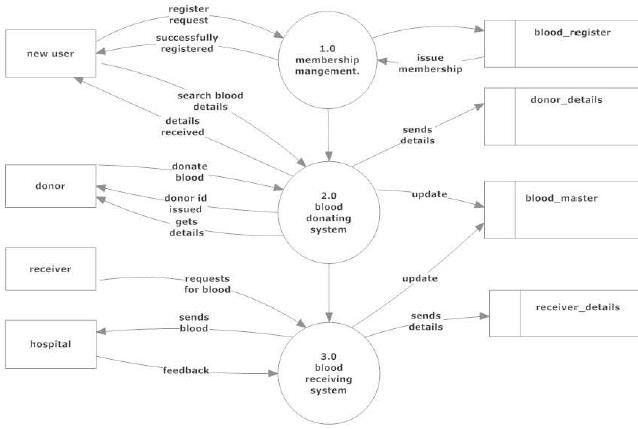 register
request
successfully
registered
new user
1.0
membership
mangement.
blood_register
issue
membership
search blood
details
details
received
donor_details
sends
details
donate
blood
donor
donor id
issued
gets
details
2.0
blood
donating
system
update
blood_master
receiver
requests
for blood
update
receiver_details
sends
blood
sends
details
hospital
feedback
3.0
blood
receiving
system